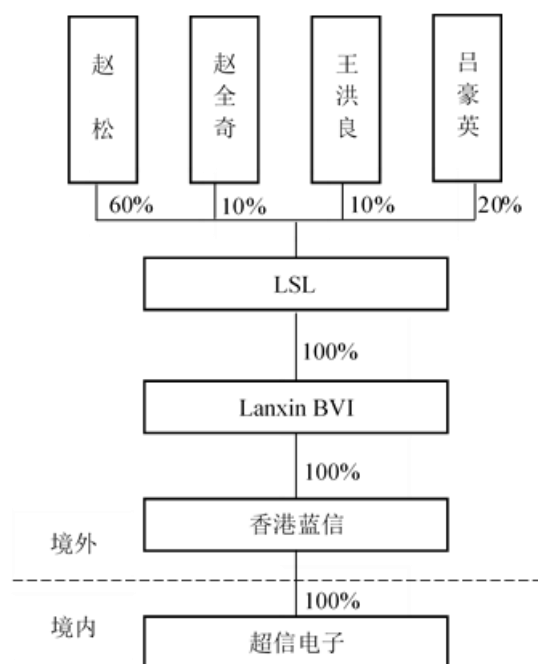 赵松
赵全奇
王洪良
吕豪英
60%
10%
10%
20%
LSL
100%
Lanxin BVI
100%
香港蓝信
境外
100%
境内
超信电子